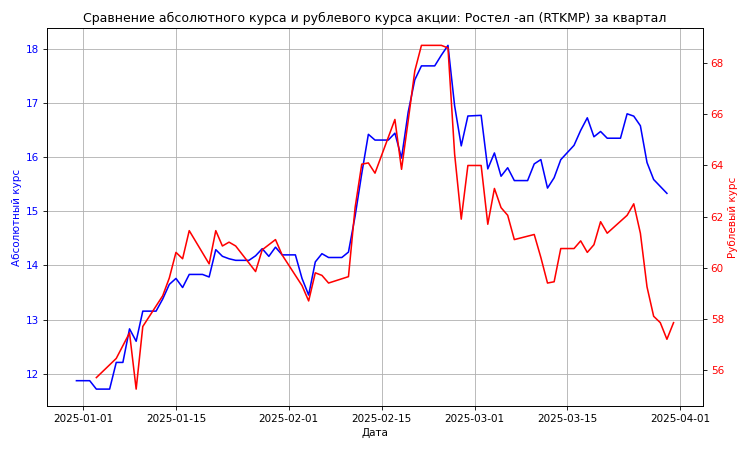 Сравнение абсолютного курса и рублевого курса акции: Ростел -ап (RTKMP) за квартал
Абсолютный курс
18
17
16
15
14
13
12
68
66
64
62
60
58
56
Рублевый курс
2025-01-01 2025-01-15 2025-02-01 2025-02-15 2025-03-01 2025-03-15 2025-04-01
Дата